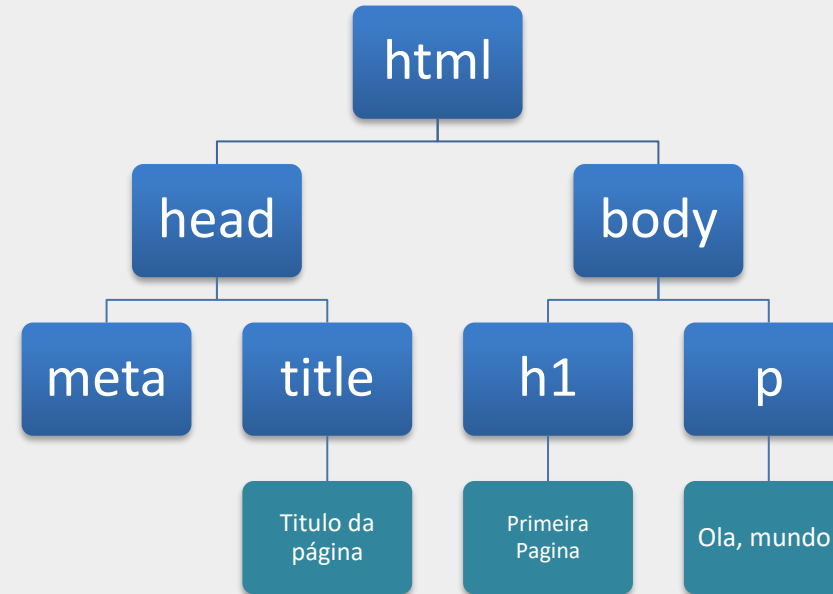 html
head
body
meta
title
h1
p
Titulo da
página
Primeira
Pagina
Ola, mundo